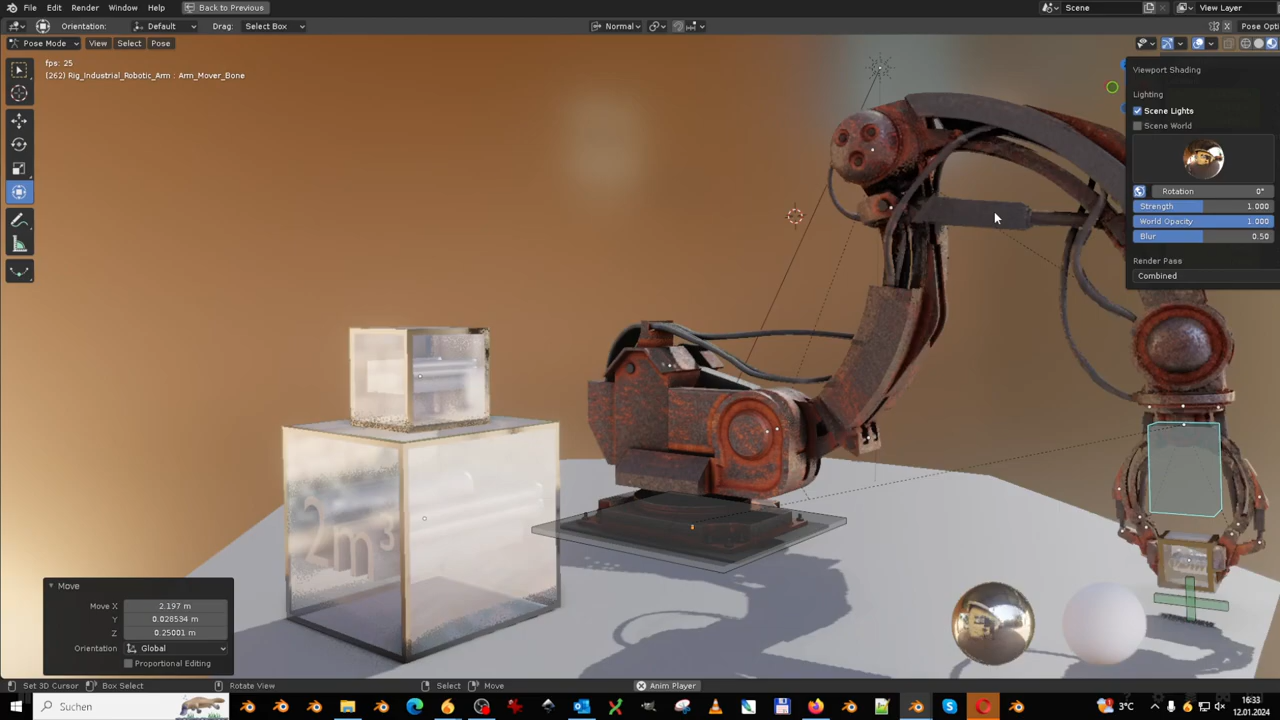 File Edit Render Window Help Back to Previous Scene View Layer
Orientation: Default Drag: Select Box Normal Pose Opti
Pose Mode View Select Pose
fps: 25
(262) Rig_Industrial_Robotic_Arm : Arm_Mover_Bone
Viewport Shading
Lighting
Scene Lights
Scene World
Rotation 0°
Strength 1.000
World Opacity 1.000
Blur 0.50
Render Pass
Combined
2m³
Move
Move X 2.197 m
Y 0.028534 m
Z 0.25001 m
Orientation Global
Proportional Editing
Set 3D Cursor Box Select Rotate View Select Move Anim Player
Suchen 3°C 16:33
12.01.2024